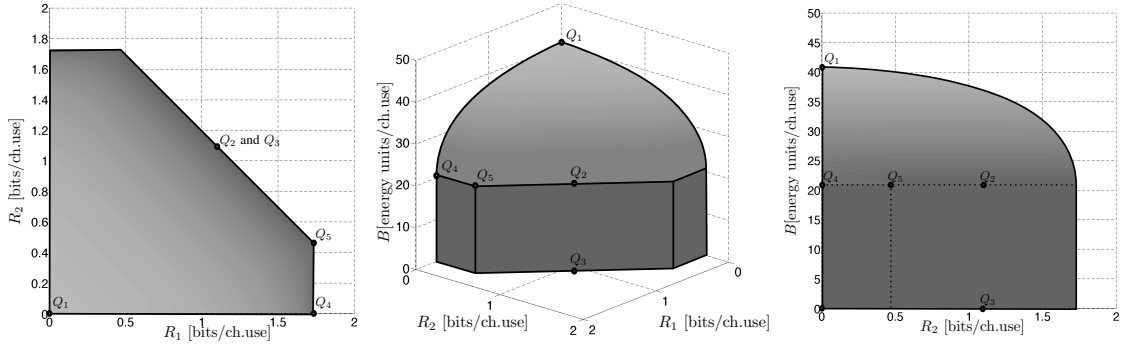 2
1.8
1.6
1.4
1.2
1
0.8
0.6
0.4
0.2
0
0
0.5
1
1.5
2
R2 [bits/ch.use]
R1 [bits/ch.use]
Q1
Q2 and Q3
Q5
Q4
50
40
30
20
10
0
B[energy units/ch.use]
0
1
2
2
1
0
R2 [bits/ch.use]
R1 [bits/ch.use]
Q1
Q4
Q5
Q2
Q3
50
45
40
35
30
25
20
15
10
5
0
0
0.5
1
1.5
2
B[energy units/ch.use]
R2 [bits/ch.use]
Q1
Q4
Q5
Q2
Q3